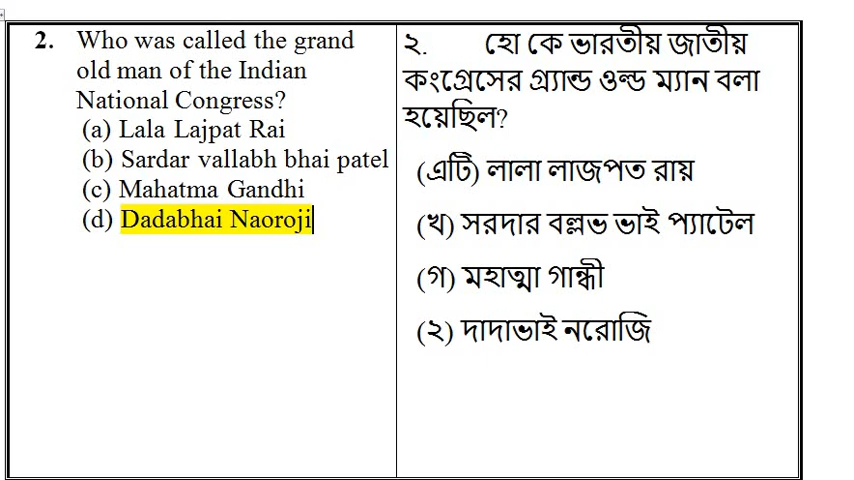 2. Who was called the grand
old man of the Indian
National Congress?
(a) Lala Lajpat Rai
(b) Sardar vallabh bhai patel
(c) Mahatma Gandhi
(d) Dadabhai Naoroji
২. হো কে ভারতীয় জাতীয়
কংগ্রেসের গ্র্যান্ড ওল্ড ম্যান বলা
হয়েছিল?
(এটি) লালা লাজপত রায়
(খ) সরদার বল্লভ ভাই প্যাটেল
(গ) মহাত্মা গান্ধী
(২) দাদাভাই নরোজি